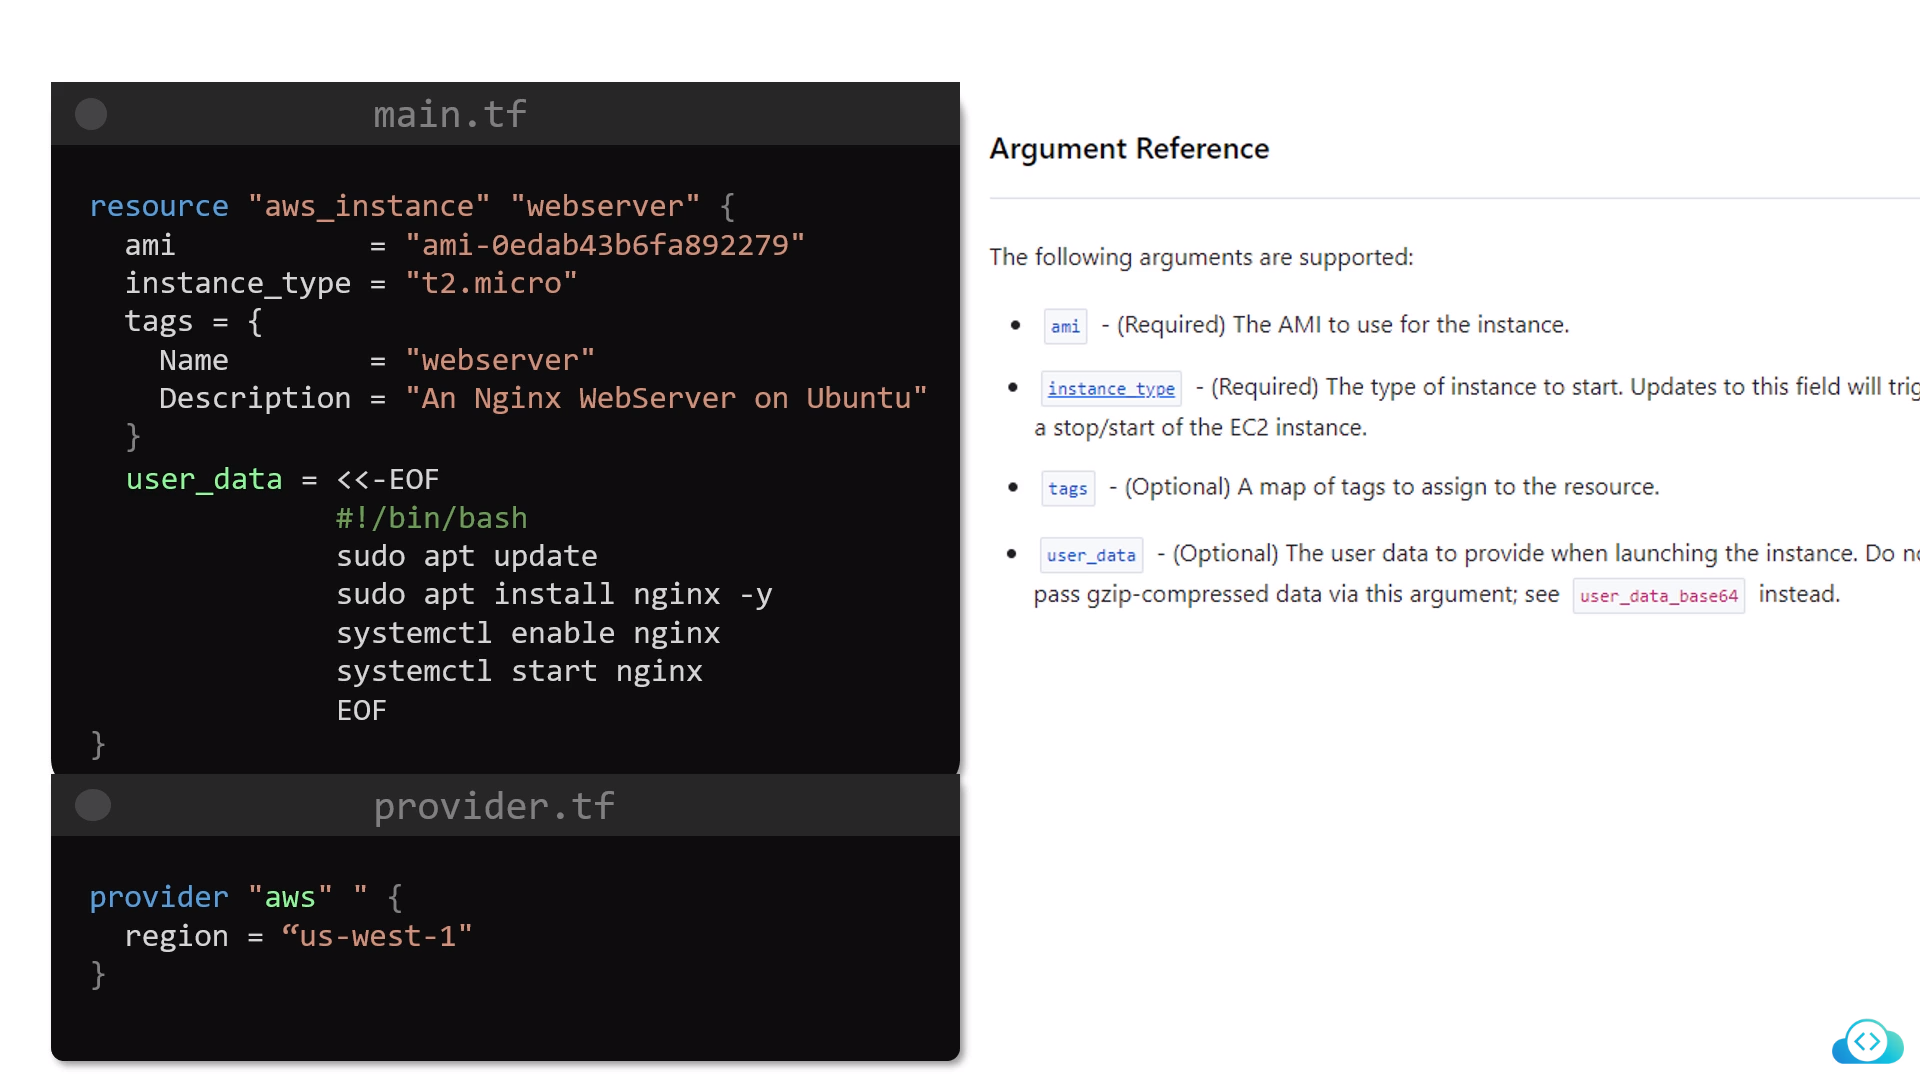 main.tf
resource "aws_instance" "webserver" {
  ami           = "ami-0edab43b6fa892279"
  instance_type = "t2.micro"
  tags = {
    Name        = "webserver"
    Description = "An Nginx WebServer on Ubuntu"
  }
  user_data = <<-EOF
              #!/bin/bash
              sudo apt update
              sudo apt install nginx -y
              systemctl enable nginx
              systemctl start nginx
              EOF
}
provider.tf
provider "aws" " {
  region = “us-west-1"
}
Argument Reference
The following arguments are supported:
• ami - (Required) The AMI to use for the instance.
• instance_type - (Required) The type of instance to start. Updates to this field will trig
a stop/start of the EC2 instance.
• tags - (Optional) A map of tags to assign to the resource.
• user_data - (Optional) The user data to provide when launching the instance. Do no
pass gzip-compressed data via this argument; see user_data_base64 instead.